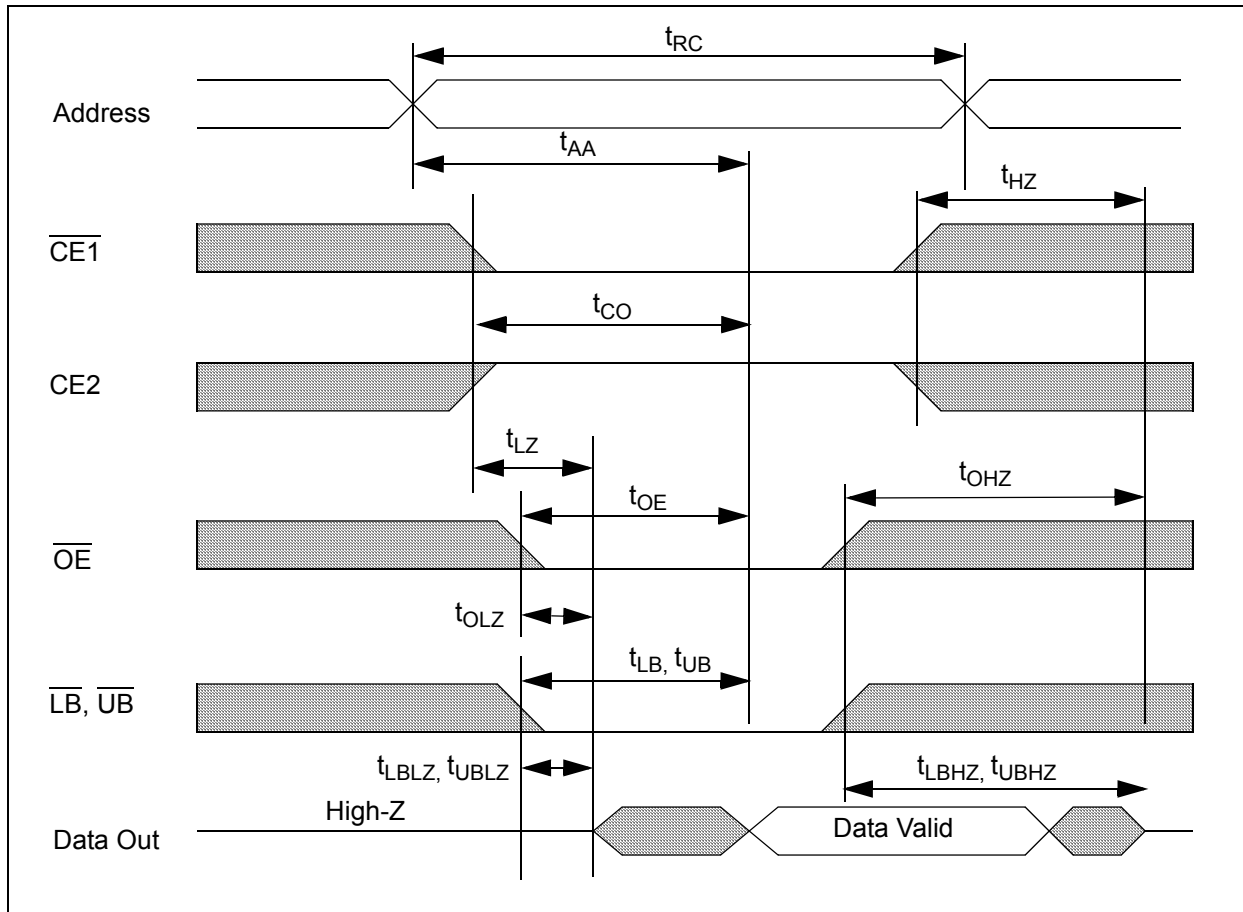 tRC
Address
tAA
tHZ
CE1
tCO
CE2
tLZ
tOHZ
tOE
OE
tOLZ
tLB, tUB
LB, UB
tLBLZ, tUBLZ
tLBHZ, tUBHZ
High-Z
Data Valid
Data Out